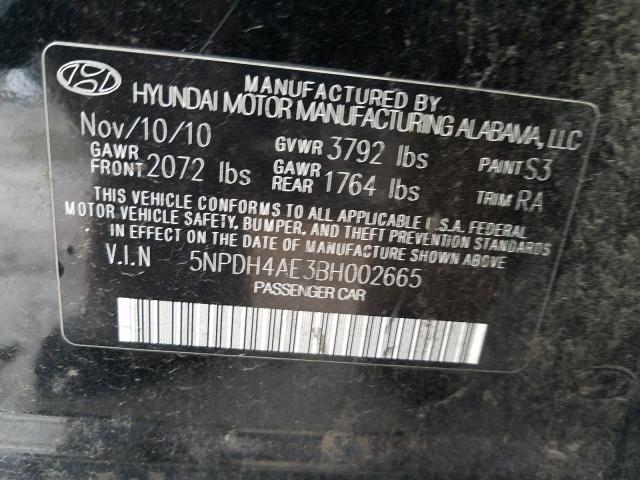 MANUFACTURED BY
HYUNDAI MOTOR MANUFACTURING ALABAMA, LLC
Nov/10/10 GVWR 3792 lbs PAINT S3
GAWR FRONT 2072 lbs GAWR REAR 1764 lbs TRIM RA
THIS VEHICLE CONFORMS TO ALL APPLICABLE U.S.A. FEDERAL
MOTOR VEHICLE SAFETY, BUMPER, AND THEFT PREVENTION STANDARDS
IN EFFECT ON THE DATE OF MANUFACTURE SHOWN ABOVE
V.I.N 5NPDH4AE3BH002665
PASSENGER CAR